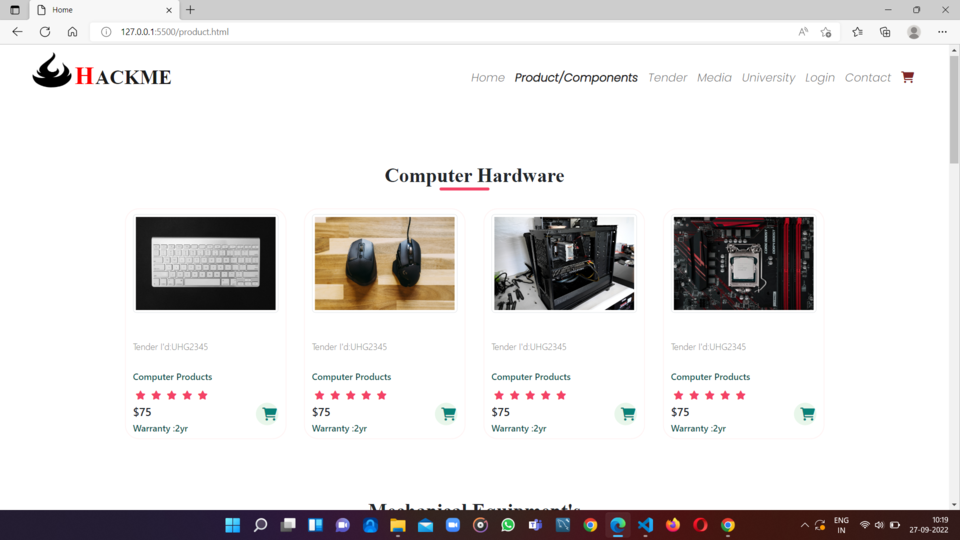 Home
127.0.0.1:5500/product.html
HACKME
Home Product/Components Tender Media University Login Contact
Computer Hardware
Tender I'd:UHG2345 Tender I'd:UHG2345 Tender I'd:UHG2345 Tender I'd:UHG2345
Computer Products Computer Products Computer Products Computer Products
$75 $75 $75 $75
Warranty :2yr Warranty :2yr Warranty :2yr Warranty :2yr
Mechanical Equipment's
ENG 10:19
IN 27-09-2022